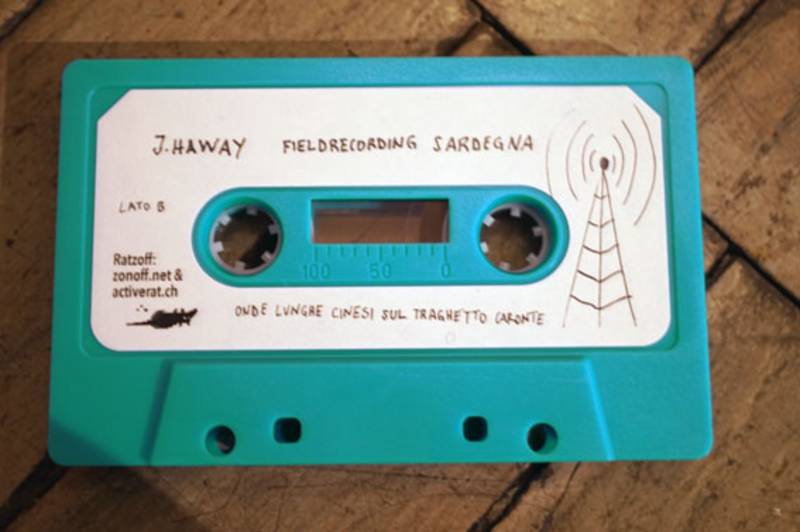 J. HAWAY FIELDRECORDING SARDEGNA
LATO B
Ratzoff:
zonoff.net &
activerat.ch
100 50 0
ONDE LUNGHE CINESI SUL TRAGHETTO CARONTE